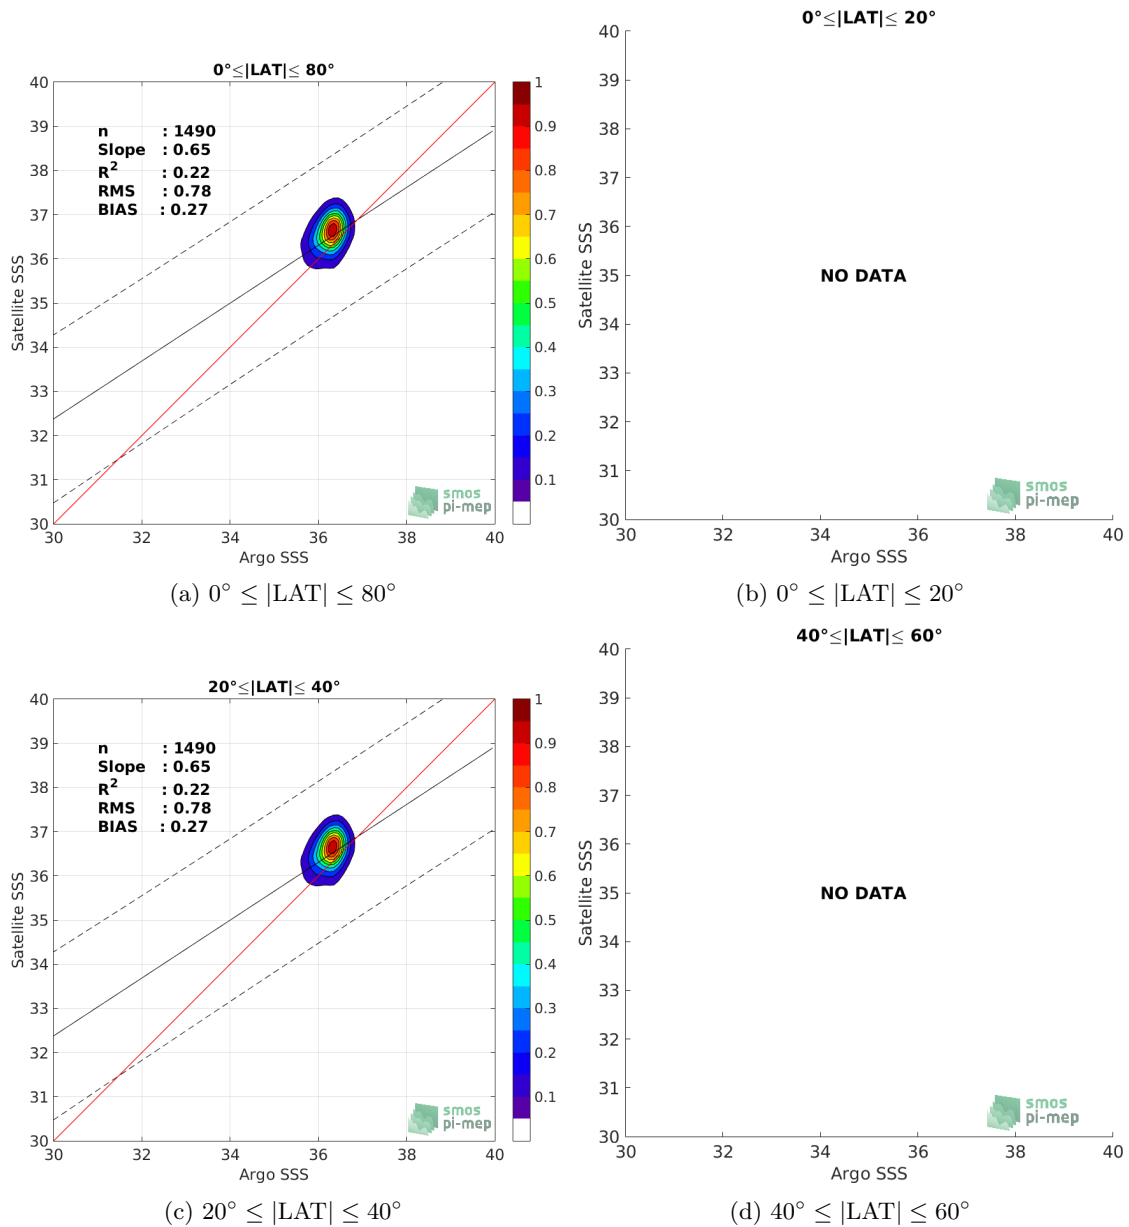 0°≤|LAT|≤ 80°
40
39
38
37
36
35
34
33
32
31
30
30
32
34
36
38
40
Satellite SSS
Argo SSS
n : 1490
Slope : 0.65
R² : 0.22
RMS : 0.78
BIAS : 0.27
1
0.9
0.8
0.7
0.6
0.5
0.4
0.3
0.2
0.1
smos
pi-mep
(a) 0° ≤ |LAT| ≤ 80°
0°≤|LAT|≤ 20°
40
39
38
37
36
35
34
33
32
31
30
30
32
34
36
38
40
Satellite SSS
Argo SSS
NO DATA
smos
pi-mep
(b) 0° ≤ |LAT| ≤ 20°
20°≤|LAT|≤ 40°
40
39
38
37
36
35
34
33
32
31
30
30
32
34
36
38
40
Satellite SSS
Argo SSS
n : 1490
Slope : 0.65
R² : 0.22
RMS : 0.78
BIAS : 0.27
1
0.9
0.8
0.7
0.6
0.5
0.4
0.3
0.2
0.1
smos
pi-mep
(c) 20° ≤ |LAT| ≤ 40°
40°≤|LAT|≤ 60°
40
39
38
37
36
35
34
33
32
31
30
30
32
34
36
38
40
Satellite SSS
Argo SSS
NO DATA
smos
pi-mep
(d) 40° ≤ |LAT| ≤ 60°